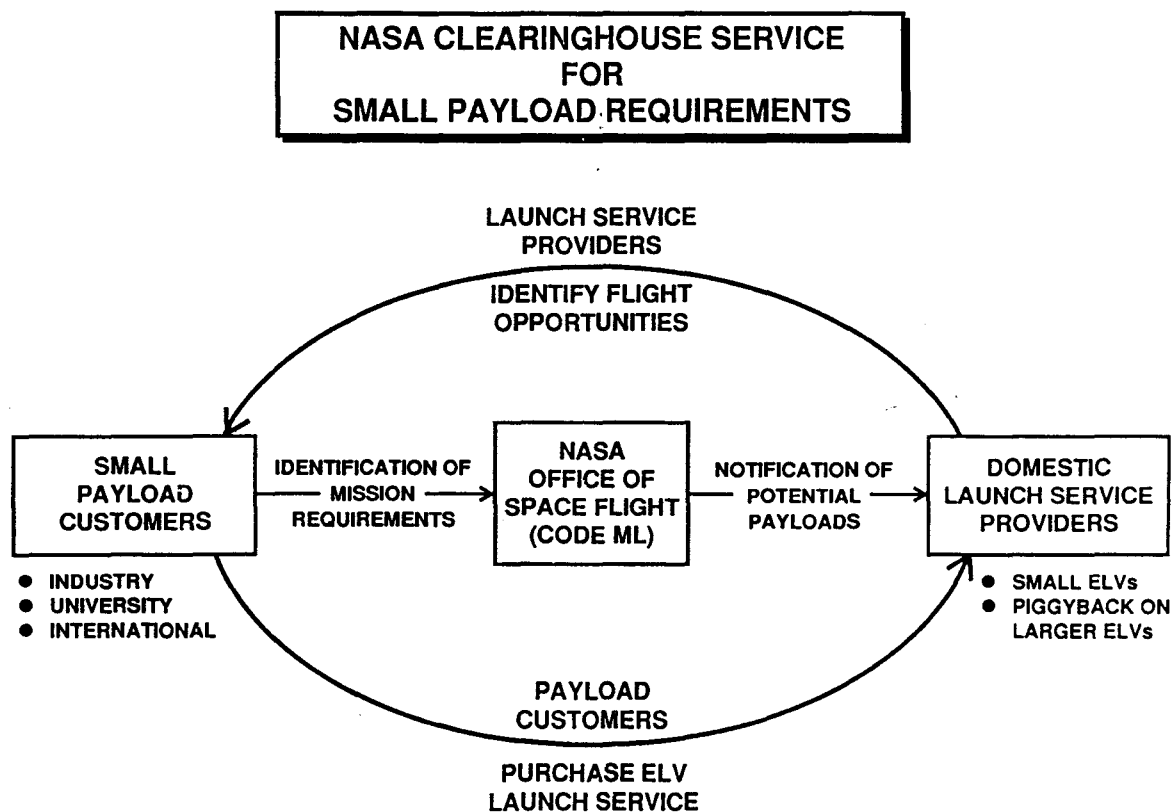 NASA CLEARINGHOUSE SERVICE
FOR
SMALL PAYLOAD REQUIREMENTS
LAUNCH SERVICE
PROVIDERS
IDENTIFY FLIGHT
OPPORTUNITIES
SMALL
PAYLOAD
CUSTOMERS
IDENTIFICATION OF
MISSION
REQUIREMENTS
NASA
OFFICE OF
SPACE FLIGHT
(CODE ML)
NOTIFICATION OF
POTENTIAL
PAYLOADS
DOMESTIC
LAUNCH SERVICE
PROVIDERS
● INDUSTRY
● UNIVERSITY
● INTERNATIONAL
● SMALL ELVs
● PIGGYBACK ON
LARGER ELVs
PAYLOAD
CUSTOMERS
PURCHASE ELV
LAUNCH SERVICE